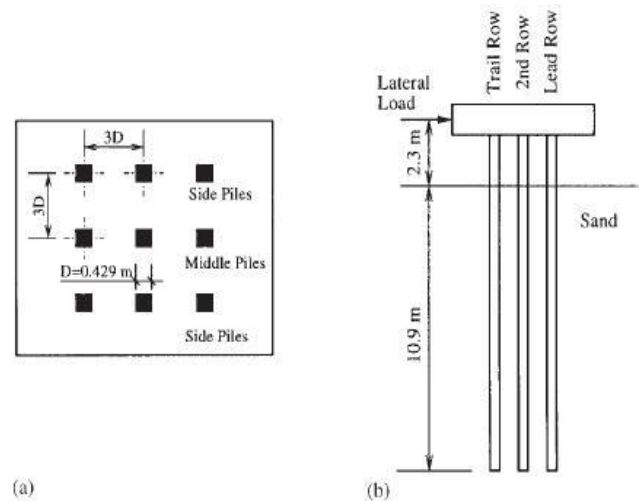 3D
3D
Side Piles
D=0.429 m
Middle Piles
Side Piles
(a)
Trail Row
2nd Row
Lead Row
Lateral
Load
2.3 m
Sand
10.9 m
(b)